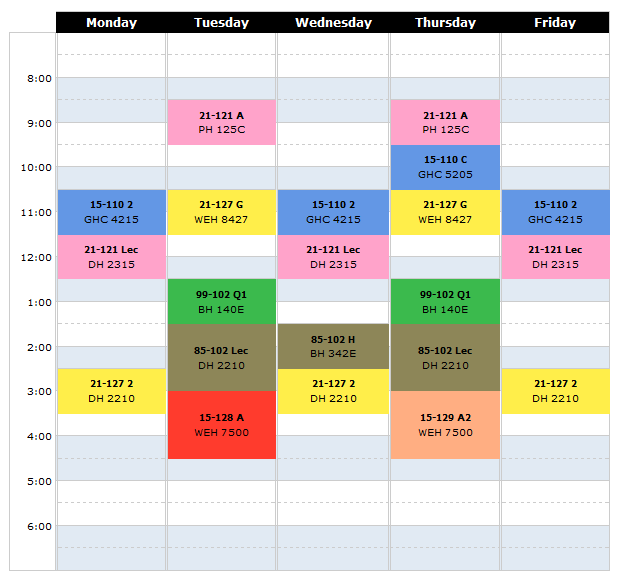 Monday Tuesday Wednesday Thursday Friday
8:00
21-121 A 21-121 A
9:00 PH 125C PH 125C
15-110 C
10:00 GHC 5205
15-110 2 21-127 G 15-110 2 21-127 G 15-110 2
11:00 GHC 4215 WEH 8427 GHC 4215 WEH 8427 GHC 4215
21-121 Lec 21-121 Lec 21-121 Lec
12:00 DH 2315 DH 2315 DH 2315
99-102 Q1 99-102 Q1
1:00 BH 140E BH 140E
85-102 H
2:00 85-102 Lec BH 342E 85-102 Lec
DH 2210 DH 2210
21-127 2 21-127 2 21-127 2
3:00 DH 2210 DH 2210 DH 2210
15-128 A 15-129 A2
4:00 WEH 7500 WEH 7500
5:00
6:00